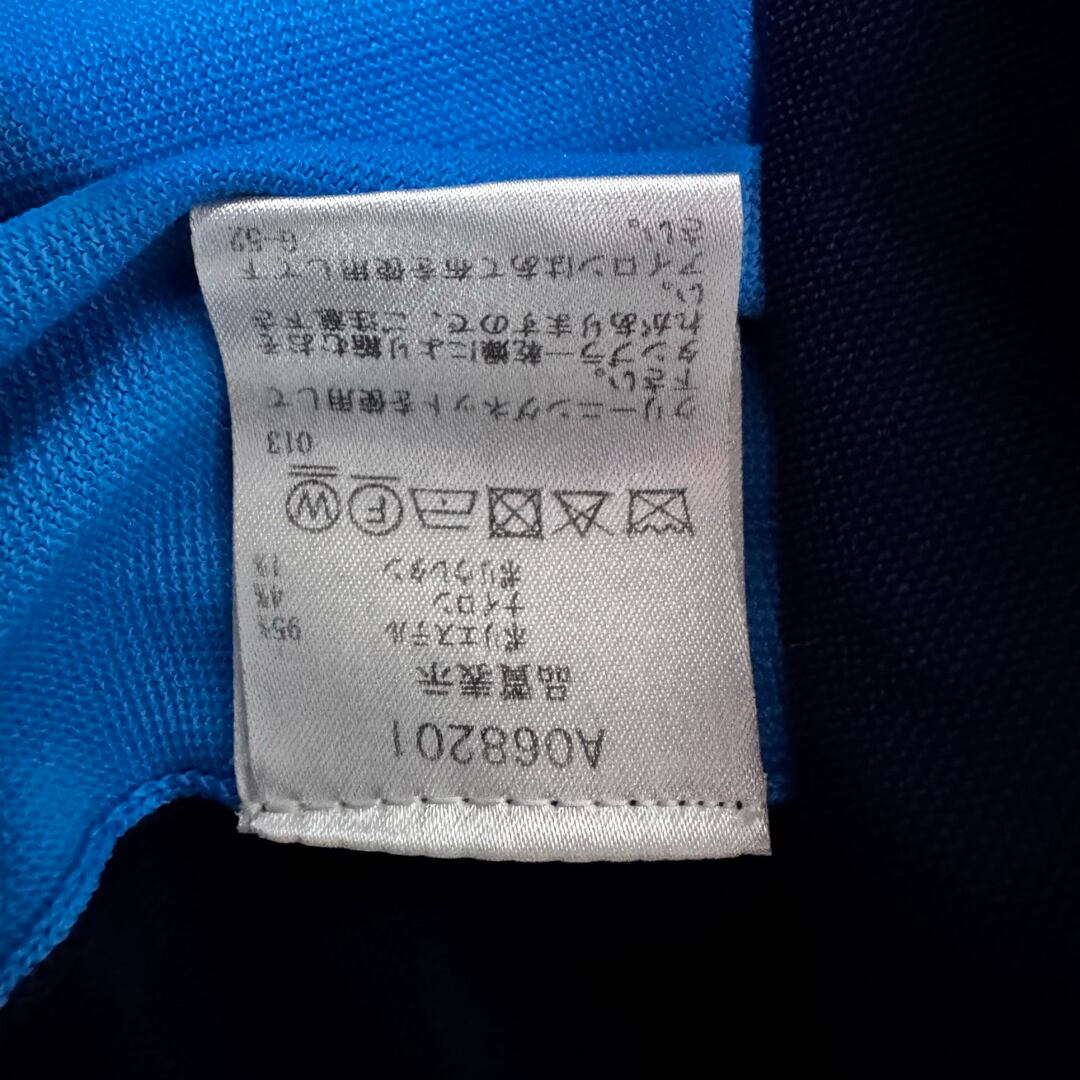 A068201
品質表示
ポリエステル 95%
ナイロン 4%
ポリウレタン 1%
F W
013
クリーニングネットを使用して
下さい。
タンブラー乾燥により縮むおそ
れがありますので、ご注意下さ
い。
アイロンはあて布を使用して下
さい。 G-52